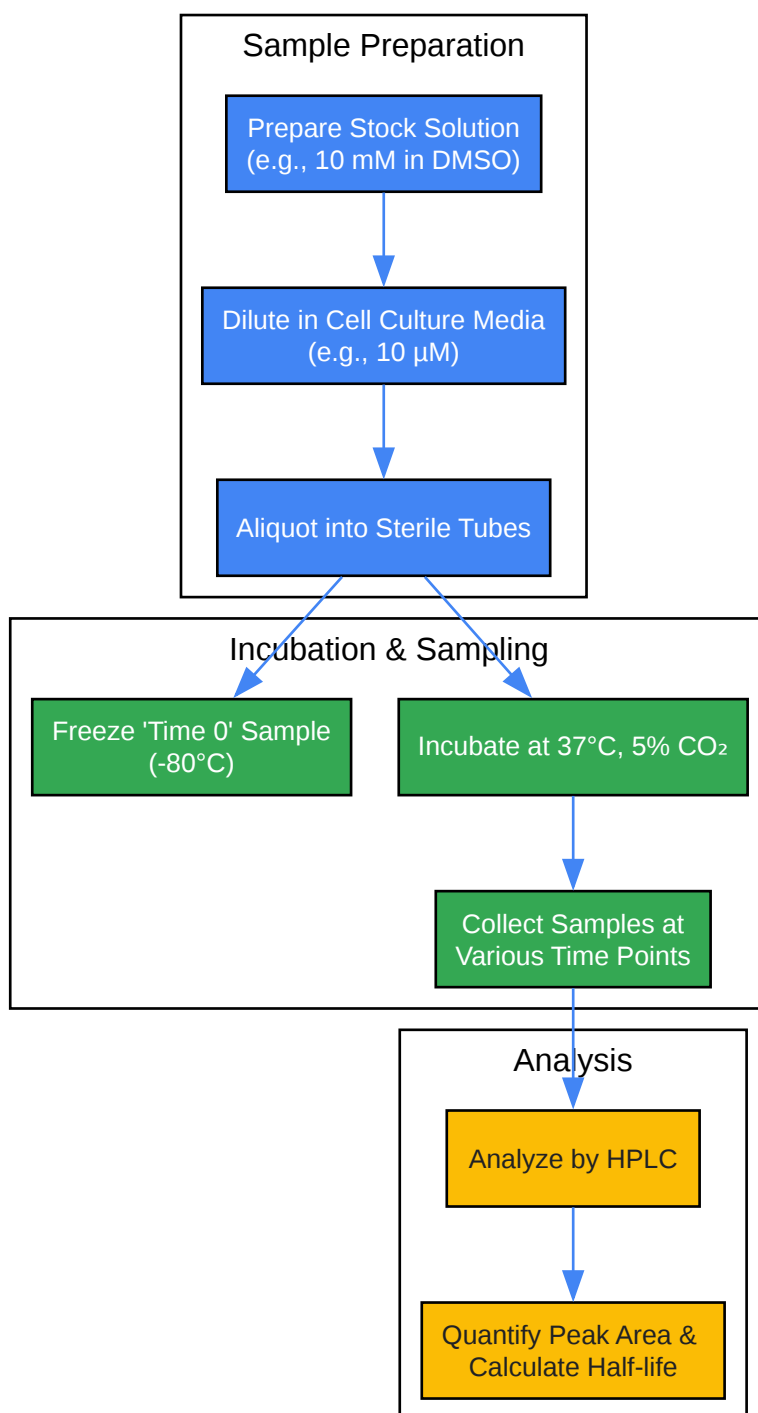 Sample Preparation
Prepare Stock Solution
(e.g., 10 mM in DMSO)
Dilute in Cell Culture Media
(e.g., 10 µM)
Aliquot into Sterile Tubes
Incubation & Sampling
Freeze 'Time 0' Sample
(-80°C)
Incubate at 37°C, 5% CO₂
Collect Samples at
Various Time Points
Analysis
Analyze by HPLC
Quantify Peak Area &
Calculate Half-life